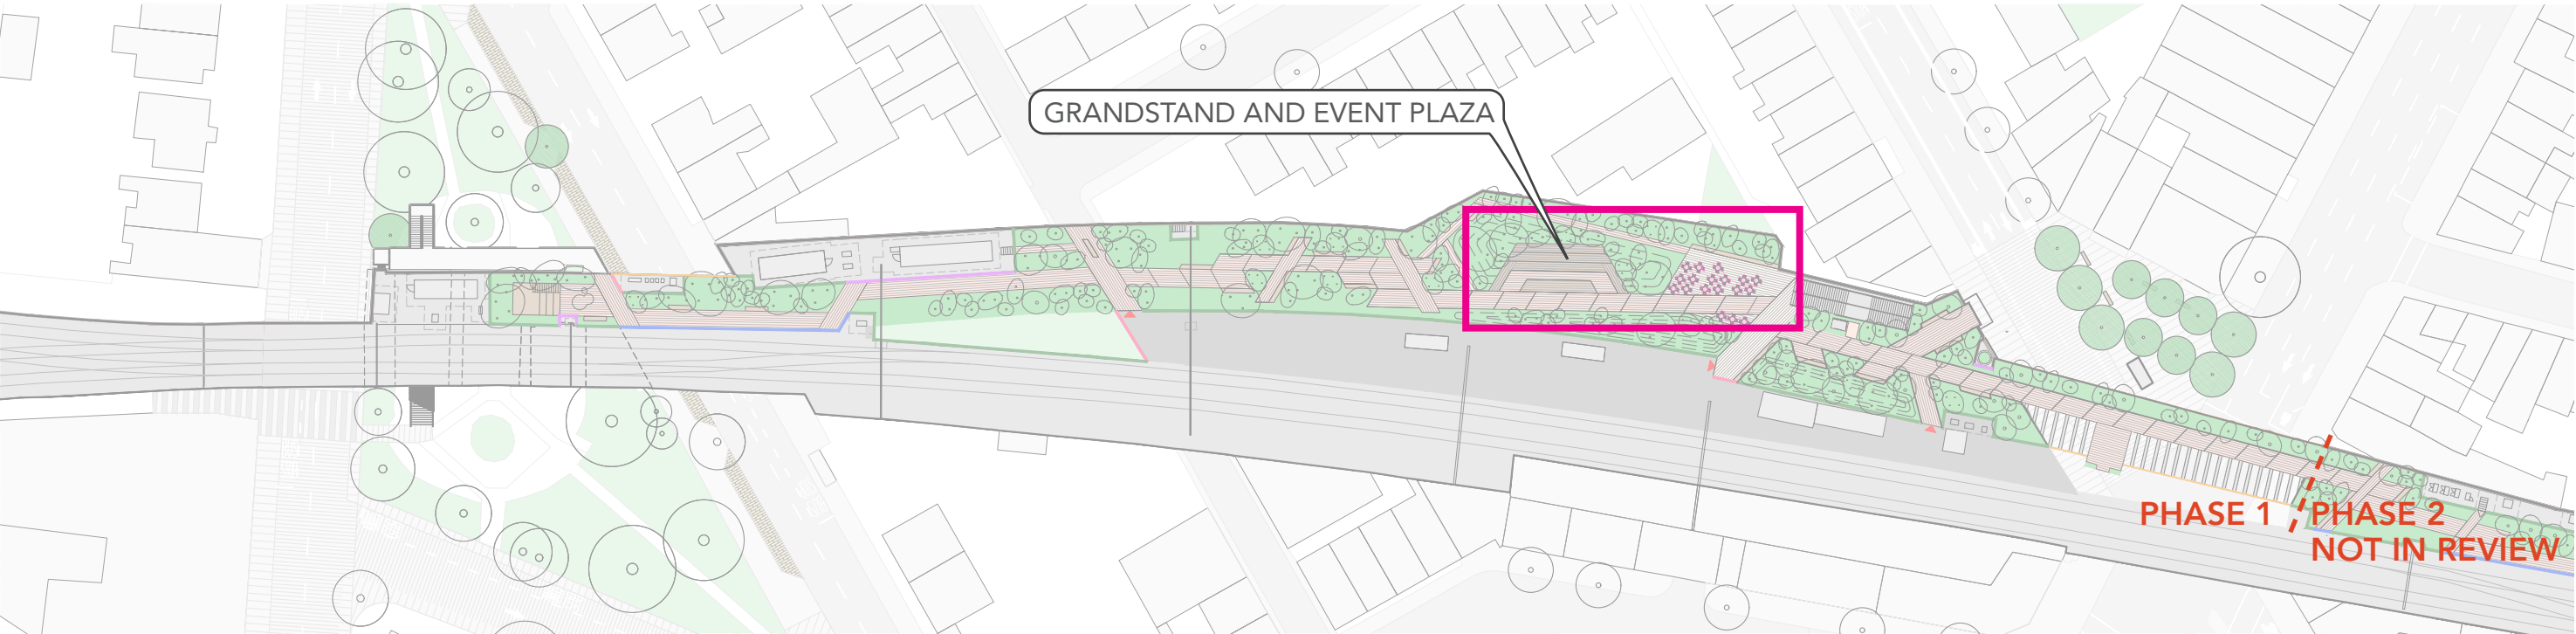 GRANDSTAND AND EVENT PLAZA
PHASE 1
PHASE 2
NOT IN REVIEW